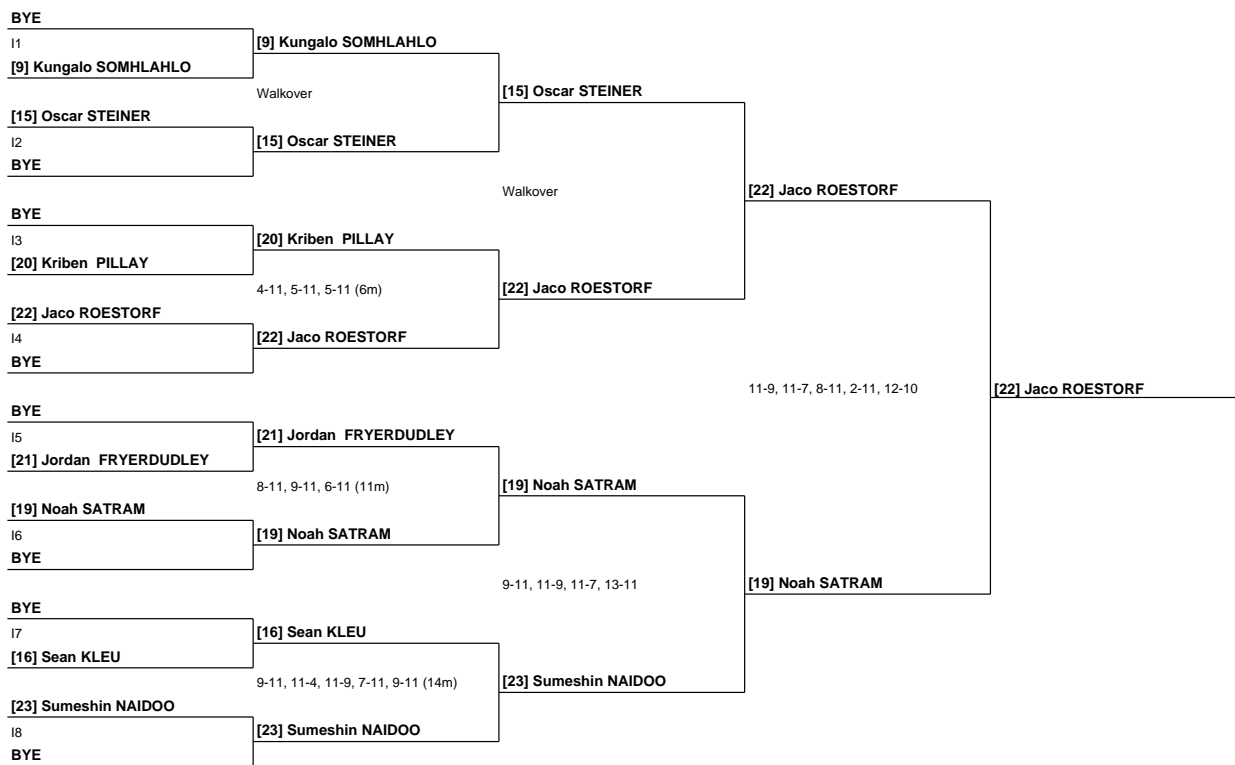 BYE
I1
[9] Kungalo SOMHLAHLO
[9] Kungalo SOMHLAHLO
Walkover
[15] Oscar STEINER
[15] Oscar STEINER
I2
[15] Oscar STEINER
BYE
Walkover
[22] Jaco ROESTORF
BYE
I3
[20] Kriben PILLAY
[20] Kriben PILLAY
4-11, 5-11, 5-11 (6m)
[22] Jaco ROESTORF
[22] Jaco ROESTORF
I4
[22] Jaco ROESTORF
BYE
11-9, 11-7, 8-11, 2-11, 12-10
[22] Jaco ROESTORF
BYE
I5
[21] Jordan FRYERDUDLEY
[21] Jordan FRYERDUDLEY
8-11, 9-11, 6-11 (11m)
[19] Noah SATRAM
[19] Noah SATRAM
I6
[19] Noah SATRAM
BYE
9-11, 11-9, 11-7, 13-11
[19] Noah SATRAM
BYE
I7
[16] Sean KLEU
[16] Sean KLEU
9-11, 11-4, 11-9, 7-11, 9-11 (14m)
[23] Sumeshin NAIDOO
[23] Sumeshin NAIDOO
I8
[23] Sumeshin NAIDOO
BYE